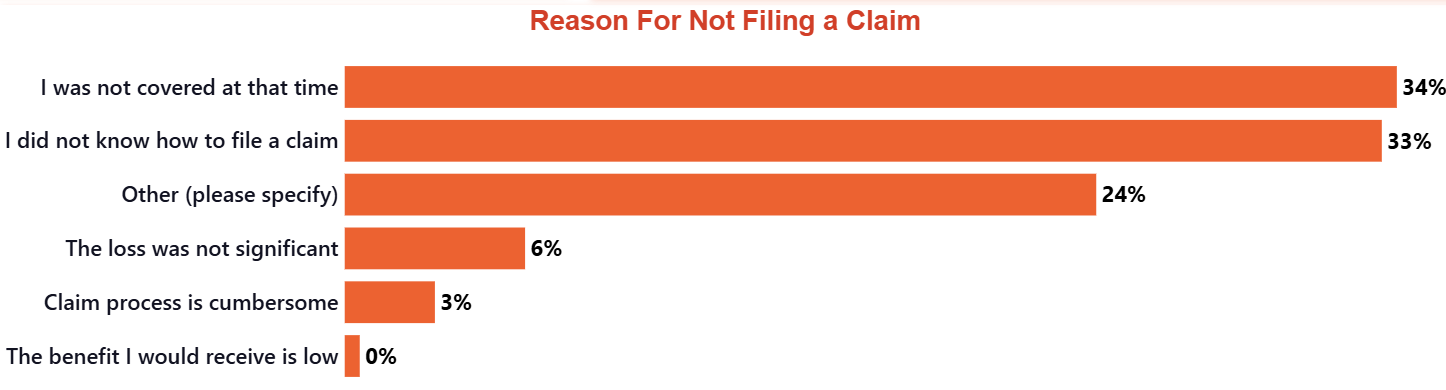 Reason For Not Filing a Claim
I was not covered at that time 34%
I did not know how to file a claim 33%
Other (please specify) 24%
The loss was not significant 6%
Claim process is cumbersome 3%
The benefit I would receive is low 0%